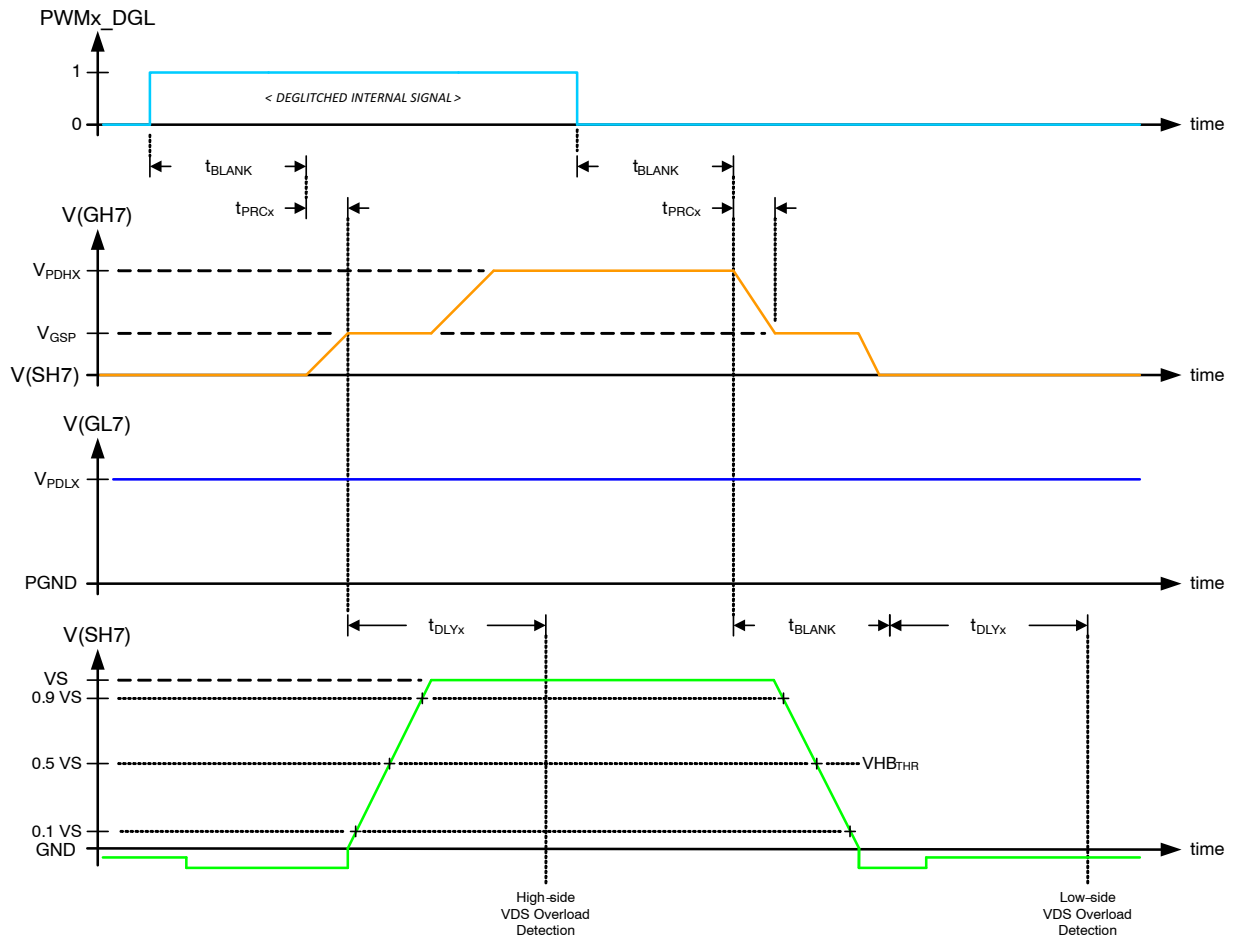 PWMx_DGL
1
< DEGLITCHED INTERNAL SIGNAL >
0
time
tBLANK
tBLANK
tPRCx
tPRCx
V(GH7)
VPDHX
VGSP
V(SH7)
time
V(GL7)
VPDLX
PGND
time
V(SH7)
tDLYx
tBLANK
tDLYx
VS
0.9 VS
0.5 VS
VHBTHR
0.1 VS
GND
time
High-side
VDS Overload
Detection
Low-side
VDS Overload
Detection